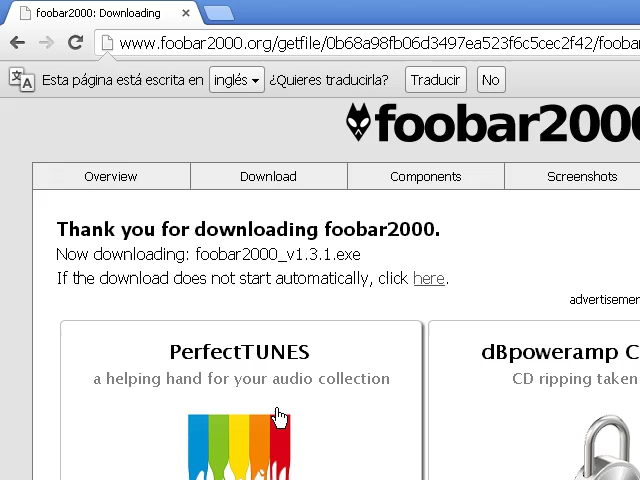 foobar2000: Downloading
www.foobar2000.org/getfile/0b68a98fb06d3497ea523f6c5cec2f42/fooba
Esta página está escrita en inglés ¿Quieres traducirla? Traducir No
foobar2000
Overview Download Components Screenshots
Thank you for downloading foobar2000.
Now downloading: foobar2000_v1.3.1.exe
If the download does not start automatically, click here.
advertisemen
PerfectTUNES
a helping hand for your audio collection
dBpoweramp C
CD ripping taken